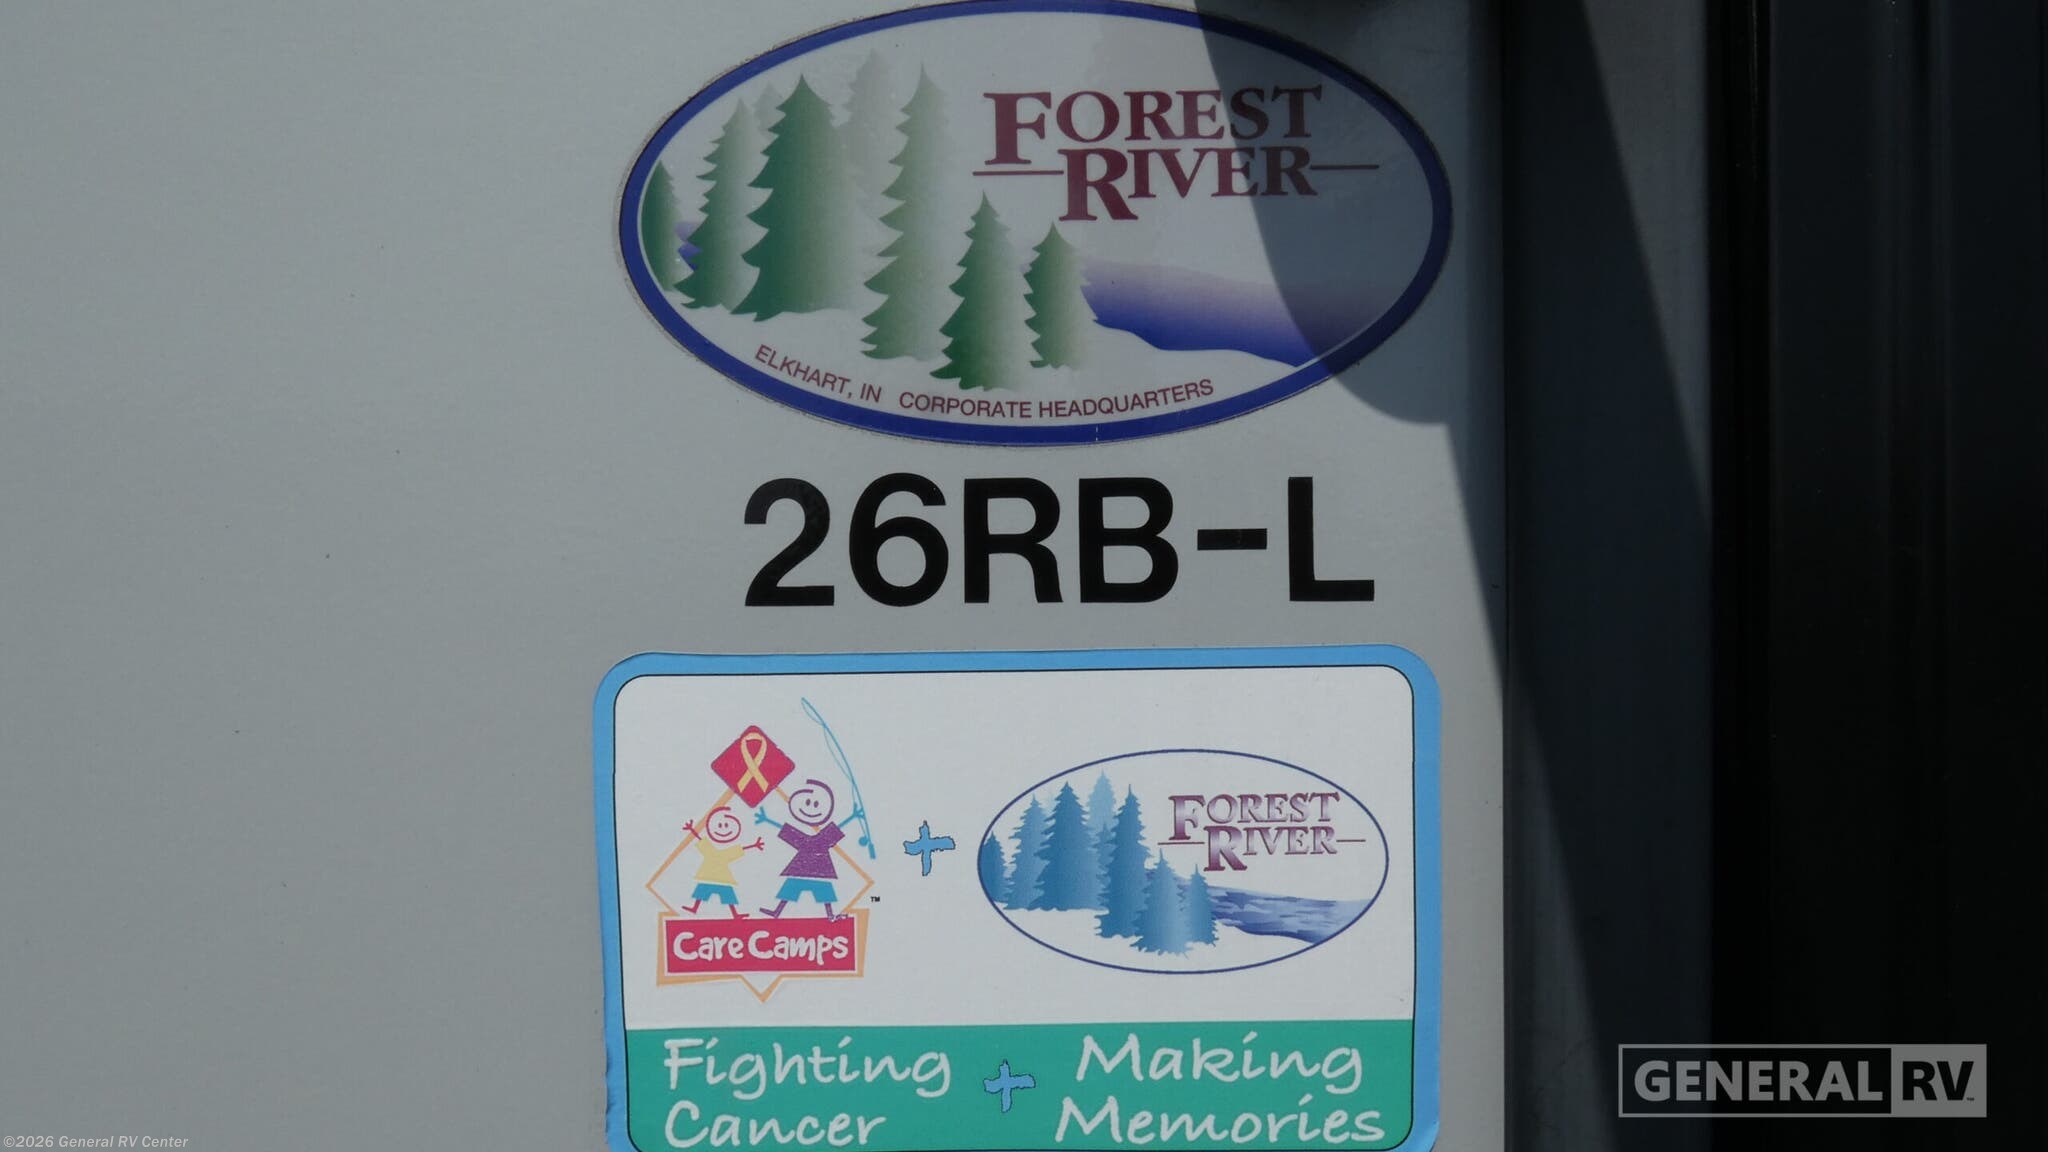 FOREST
RIVER
ELKHART, IN CORPORATE HEADQUARTERS
26RB-L
FOREST
RIVER
TM
Care Camps
Fighting + Making
Cancer Memories
GENERAL RV
©2026 General RV Center